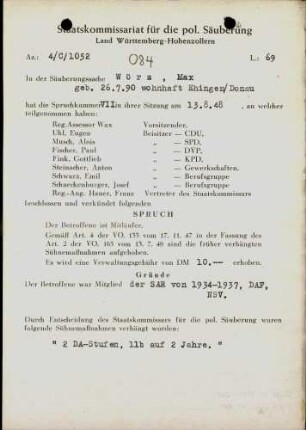 Staatskommissariat für die pol. Säuberung
Land Württemberg-Hohenzollern
Az.: 4/C/1052
084
L.: 69
In der Säuberungssache Wörz, Max
geb. 26.7.90 wohnhaft Ehingen/Donau
hat die Spruchkammer VII in ihrer Sitzung am 13.8.48, an welcher
teilgenommen haben:
Reg.Assessor Wax Vorsitzender,
Uhl, Eugen Beisitzer — CDU,
Musch, Alois „ — SPD,
Fischer, Paul „ — DVP,
Fink, Gottlieb „ — KPD,
Steinacher, Anton „ — Gewerkschaften,
Schwarz, Emil „ — Berufsgruppe
Schaekenburger, Josef „ — Berufsgruppe
Reg.-Ang. Hauer, Franz Vertreter des Staatskommissars
beschlossen und verkündet folgenden
SPRUCH
Der Betroffene ist Mitläufer.
Gemäß Art. 4 der VO. 133 vom 17. 11. 47 in der Fassung des
Art. 2 der VO. 165 vom 13. 7. 48 sind die früher verhängten
Sühnemaßnahmen aufgehoben.
Es wird eine Verwaltungsgebühr von DM 10.-- erhoben.
Gründe
Der Betroffene war Mitglied der SAR von 1934-1937, DAF,
NSV.
Durch Entscheidung des Staatskommissars für die pol. Säuberung waren
folgende Sühnemaßnahmen verhängt worden:
" 2 DA-Stufen, 11b auf 2 Jahre. "